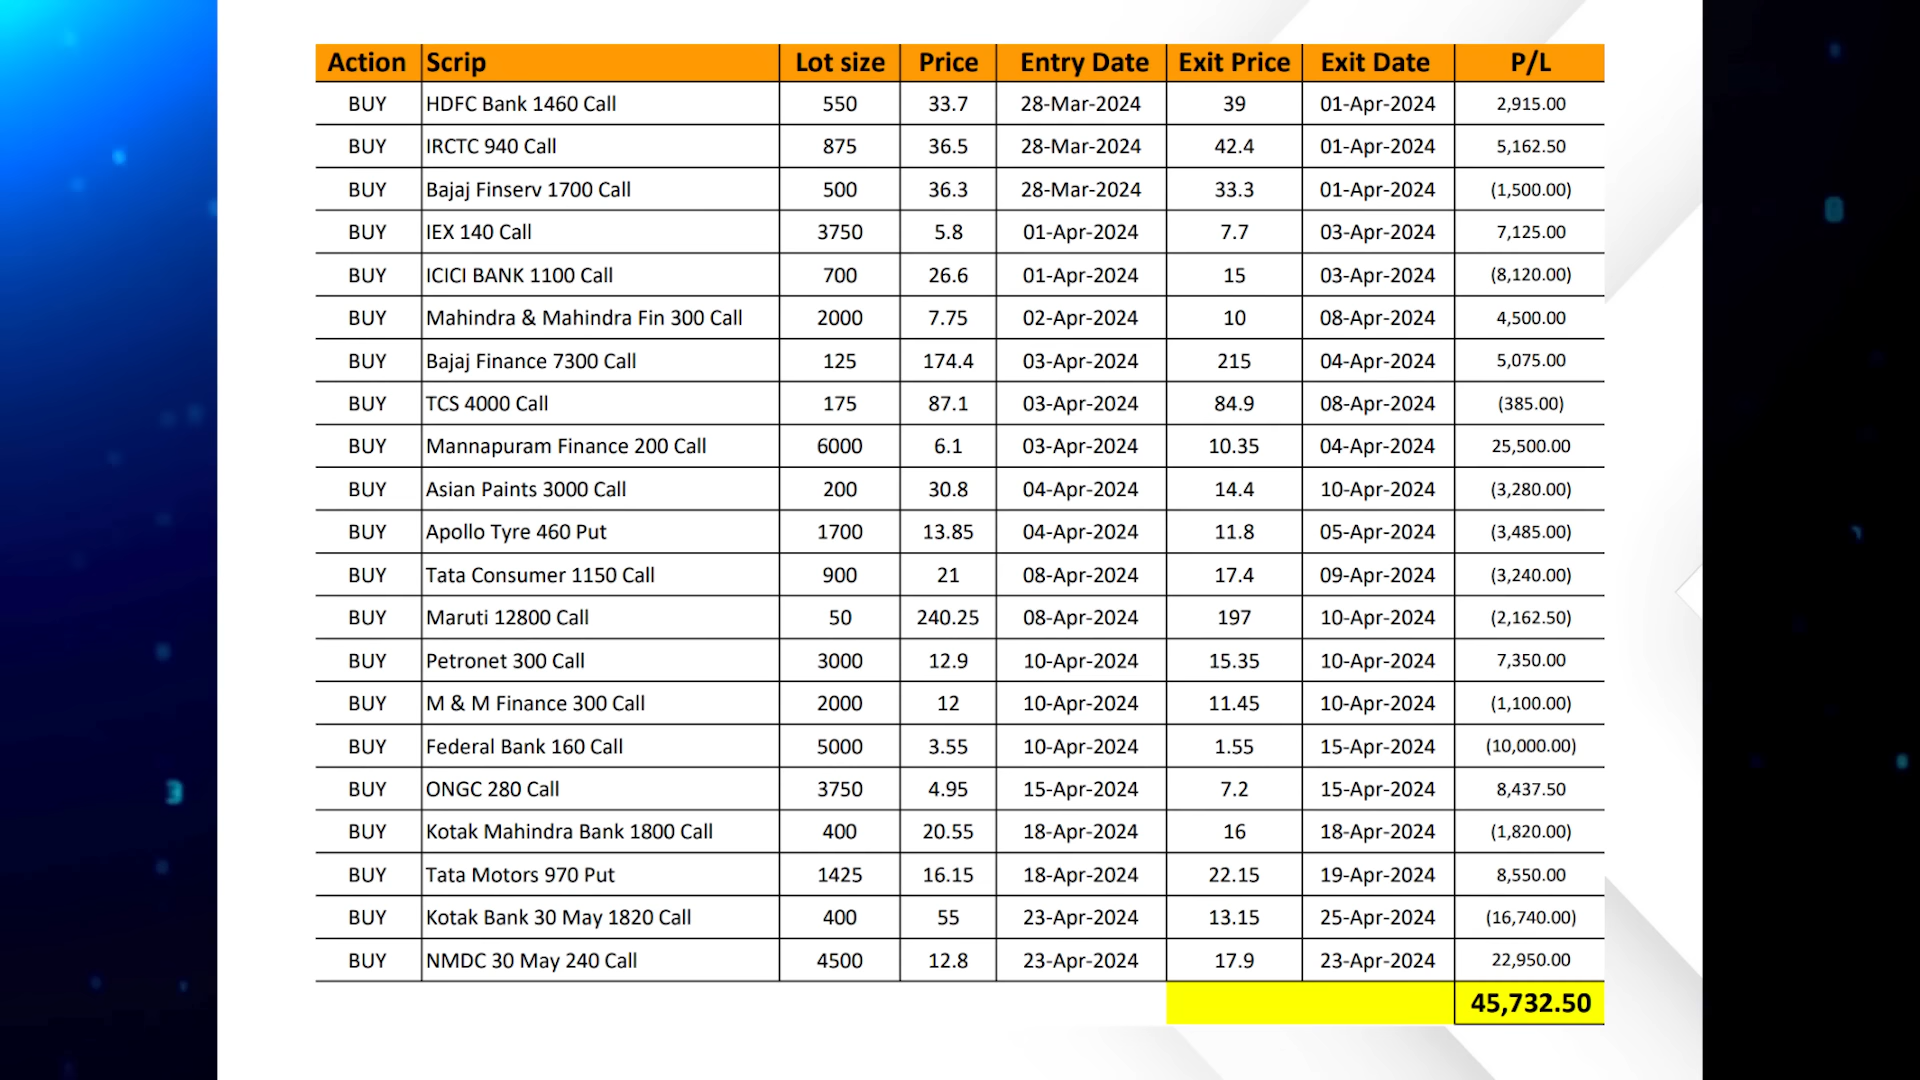 Action Scrip Lot size Price Entry Date Exit Price Exit Date P/L
BUY HDFC Bank 1460 Call 550 33.7 28-Mar-2024 39 01-Apr-2024 2,915.00
BUY IRCTC 940 Call 875 36.5 28-Mar-2024 42.4 01-Apr-2024 5,162.50
BUY Bajaj Finserv 1700 Call 500 36.3 28-Mar-2024 33.3 01-Apr-2024 (1,500.00)
BUY IEX 140 Call 3750 5.8 01-Apr-2024 7.7 03-Apr-2024 7,125.00
BUY ICICI BANK 1100 Call 700 26.6 01-Apr-2024 15 03-Apr-2024 (8,120.00)
BUY Mahindra & Mahindra Fin 300 Call 2000 7.75 02-Apr-2024 10 08-Apr-2024 4,500.00
BUY Bajaj Finance 7300 Call 125 174.4 03-Apr-2024 215 04-Apr-2024 5,075.00
BUY TCS 4000 Call 175 87.1 03-Apr-2024 84.9 08-Apr-2024 (385.00)
BUY Mannapuram Finance 200 Call 6000 6.1 03-Apr-2024 10.35 04-Apr-2024 25,500.00
BUY Asian Paints 3000 Call 200 30.8 04-Apr-2024 14.4 10-Apr-2024 (3,280.00)
BUY Apollo Tyre 460 Put 1700 13.85 04-Apr-2024 11.8 05-Apr-2024 (3,485.00)
BUY Tata Consumer 1150 Call 900 21 08-Apr-2024 17.4 09-Apr-2024 (3,240.00)
BUY Maruti 12800 Call 50 240.25 08-Apr-2024 197 10-Apr-2024 (2,162.50)
BUY Petronet 300 Call 3000 12.9 10-Apr-2024 15.35 10-Apr-2024 7,350.00
BUY M & M Finance 300 Call 2000 12 10-Apr-2024 11.45 10-Apr-2024 (1,100.00)
BUY Federal Bank 160 Call 5000 3.55 10-Apr-2024 1.55 15-Apr-2024 (10,000.00)
BUY ONGC 280 Call 3750 4.95 15-Apr-2024 7.2 15-Apr-2024 8,437.50
BUY Kotak Mahindra Bank 1800 Call 400 20.55 18-Apr-2024 16 18-Apr-2024 (1,820.00)
BUY Tata Motors 970 Put 1425 16.15 18-Apr-2024 22.15 19-Apr-2024 8,550.00
BUY Kotak Bank 30 May 1820 Call 400 55 23-Apr-2024 13.15 25-Apr-2024 (16,740.00)
BUY NMDC 30 May 240 Call 4500 12.8 23-Apr-2024 17.9 23-Apr-2024 22,950.00
45,732.50